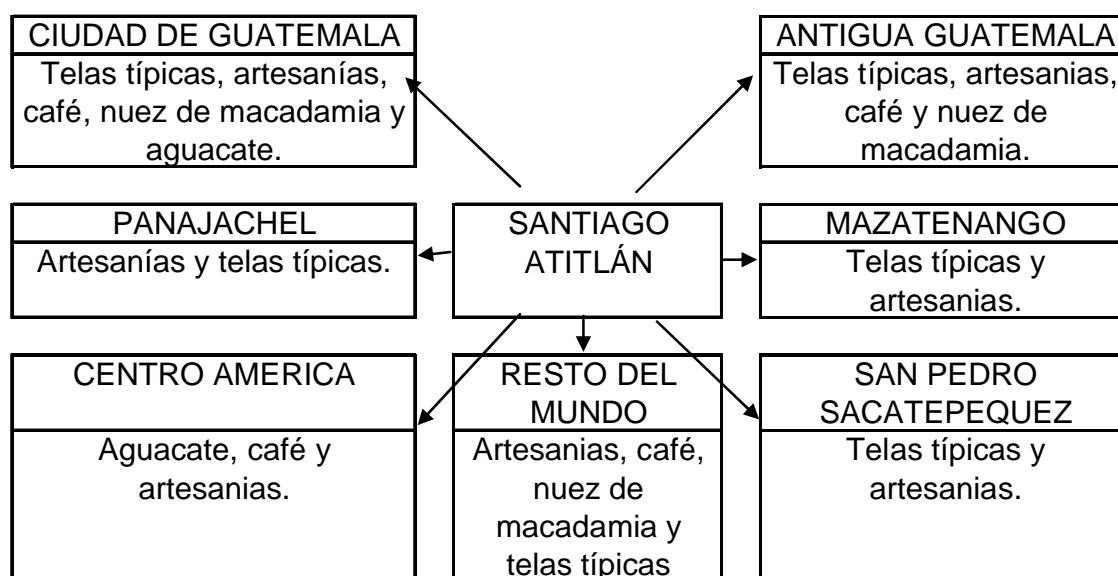 CIUDAD DE GUATEMALA
Telas típicas, artesanías,
café, nuez de macadamia y
aguacate.
ANTIGUA GUATEMALA
Telas típicas, artesanias,
café y nuez de
macadamia.
PANAJACHEL
Artesanías y telas típicas.
SANTIAGO
ATITLÁN
MAZATENANGO
Telas típicas y
artesanias.
CENTRO AMERICA
Aguacate, café y
artesanias.
RESTO DEL
MUNDO
Artesanias, café,
nuez de
macadamia y
telas típicas
SAN PEDRO
SACATEPEQUEZ
Telas típicas y
artesanias.